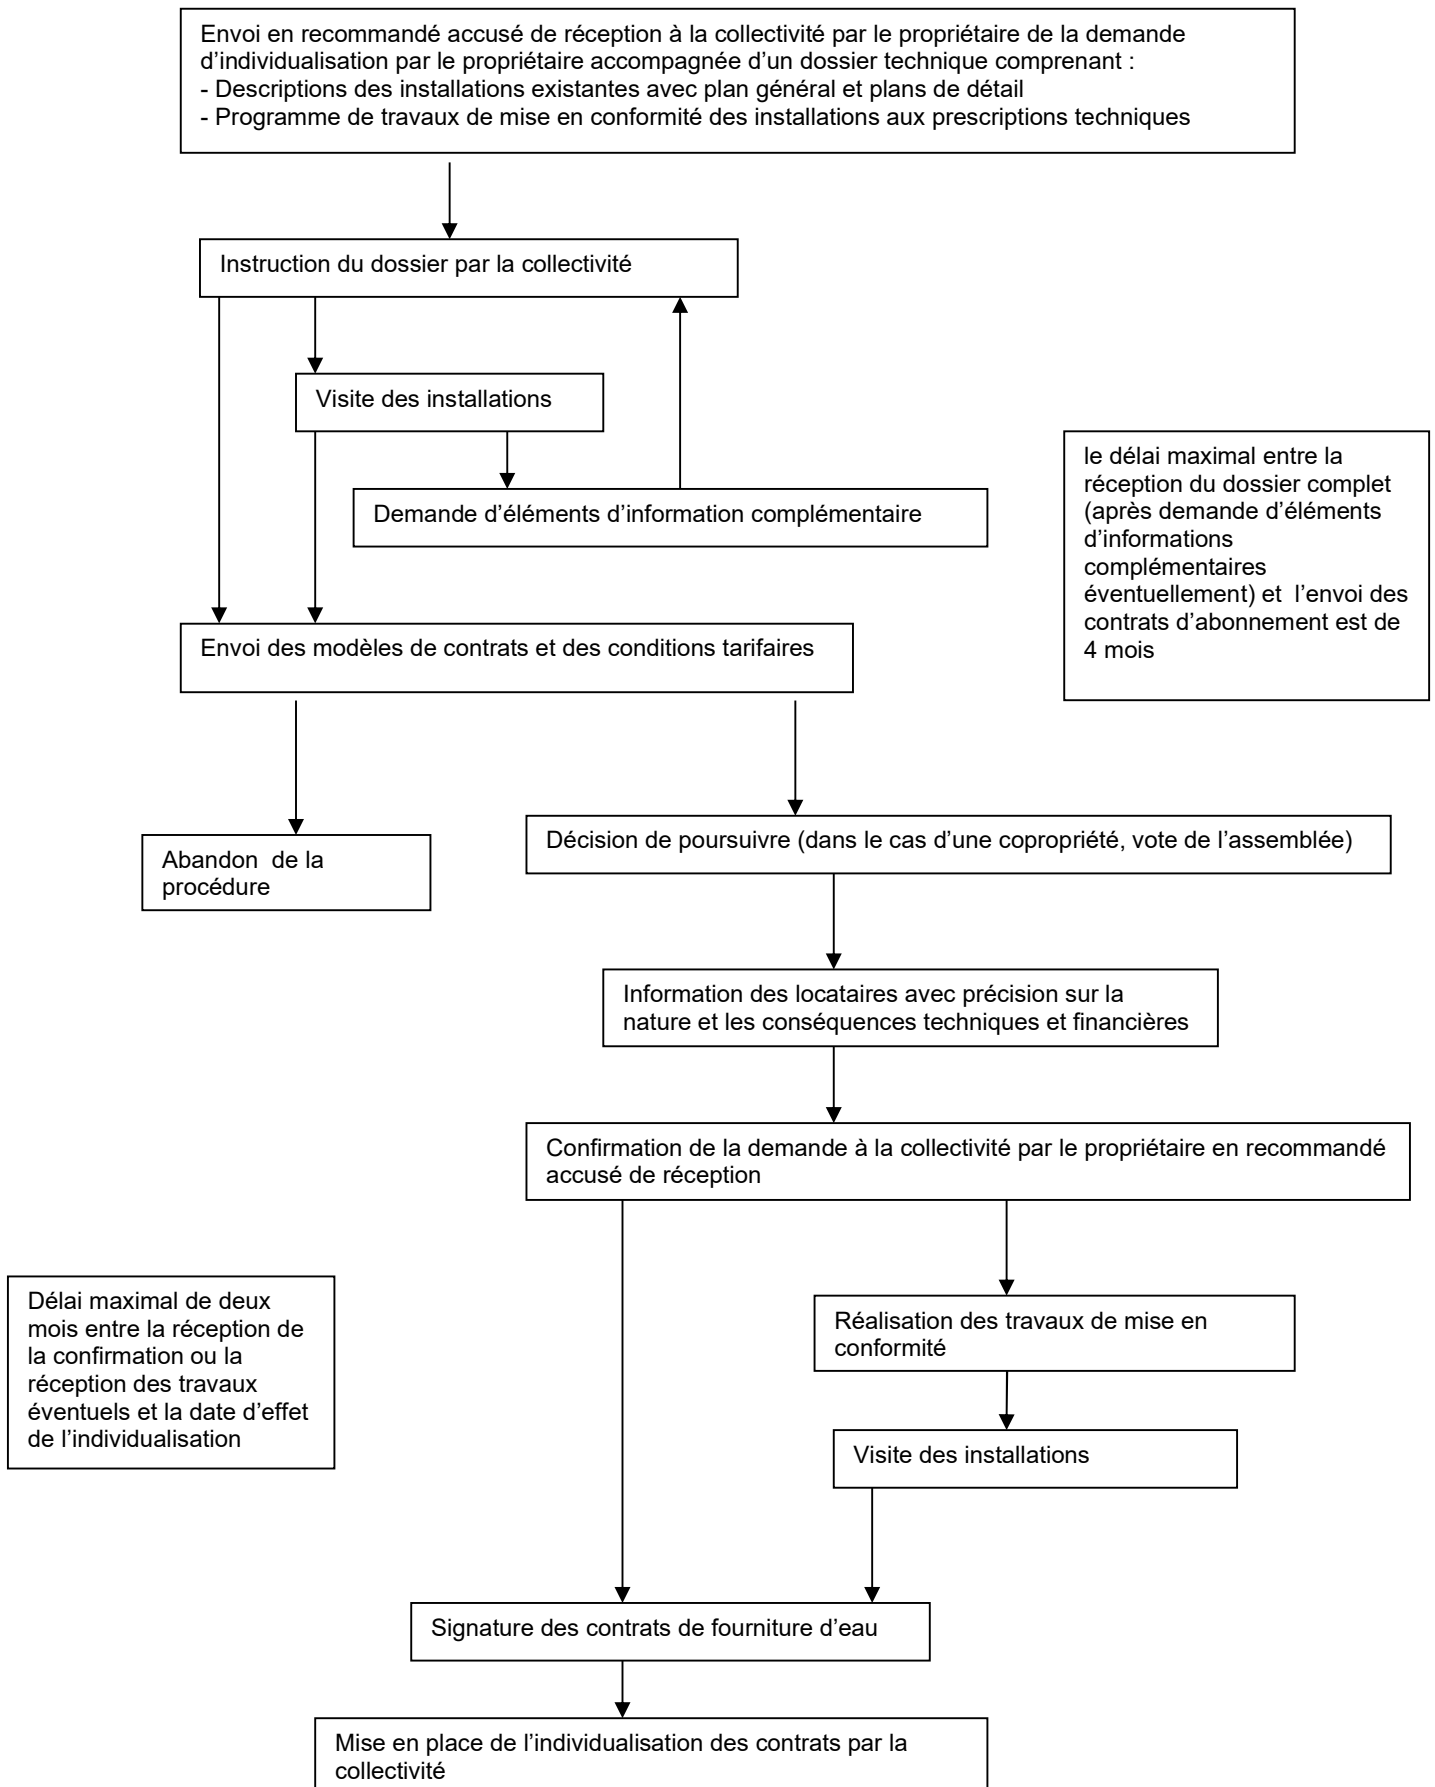 Envoi en recommandé accusé de réception à la collectivité par le propriétaire de la demande
d’individualisation par le propriétaire accompagnée d’un dossier technique comprenant :
- Descriptions des installations existantes avec plan général et plans de détail
- Programme de travaux de mise en conformité des installations aux prescriptions techniques
Instruction du dossier par la collectivité
Visite des installations
Demande d’éléments d’information complémentaire
le délai maximal entre la
réception du dossier complet
(après demande d’éléments
d’informations
complémentaires
éventuellement) et  l’envoi des
contrats d’abonnement est de
4 mois
Envoi des modèles de contrats et des conditions tarifaires
Abandon  de la
procédure
Décision de poursuivre (dans le cas d’une copropriété, vote de l’assemblée)
Information des locataires avec précision sur la
nature et les conséquences techniques et financières
Confirmation de la demande à la collectivité par le propriétaire en recommandé
accusé de réception
Délai maximal de deux
mois entre la réception de
la confirmation ou la
réception des travaux
éventuels et la date d’effet
de l’individualisation
Réalisation des travaux de mise en
conformité
Visite des installations
Signature des contrats de fourniture d’eau
Mise en place de l’individualisation des contrats par la
collectivité